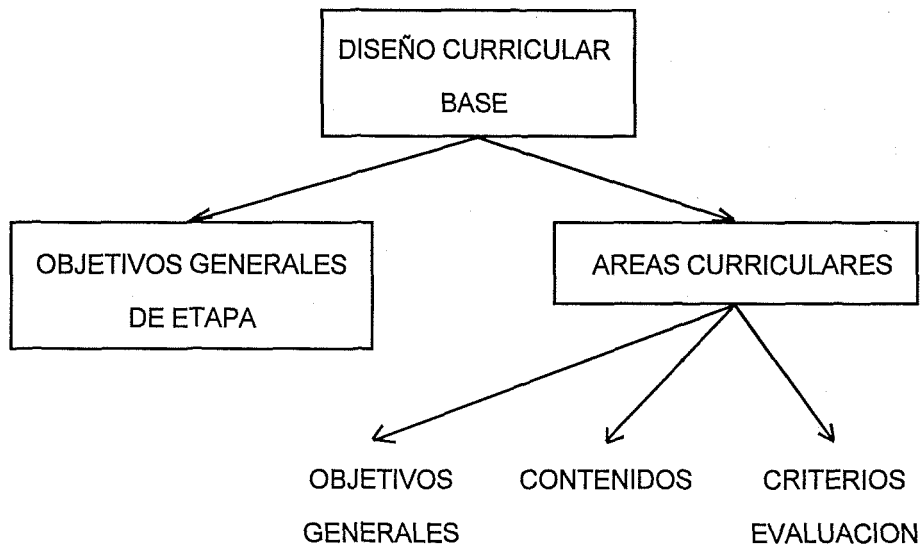 DISEÑO CURRICULAR
BASE
OBJETIVOS GENERALES
DE ETAPA
AREAS CURRICULARES
OBJETIVOS
GENERALES
CONTENIDOS
CRITERIOS
EVALUACION